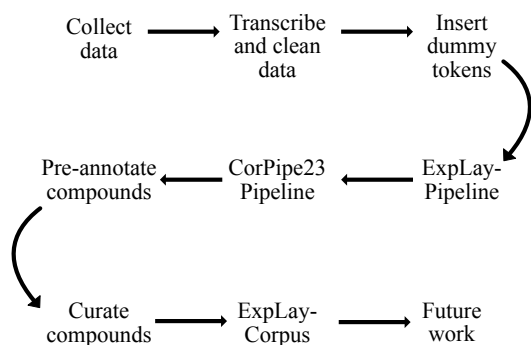 Collect
data
Transcribe
and clean
data
Insert
dummy
tokens
ExpLay-
Pipeline
CorPipe23
Pipeline
Pre-annotate
compounds
Curate
compounds
ExpLay-
Corpus
Future
work